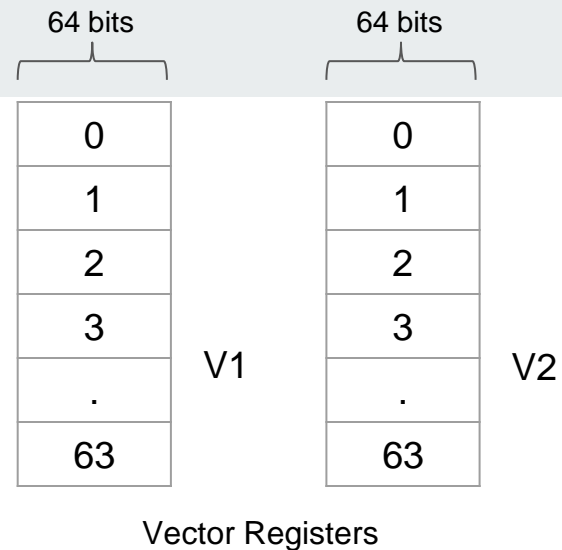 64 bits 64 bits
0 0
1 1
2 2
3 3
V1 V2
. .
63 63
Vector Registers